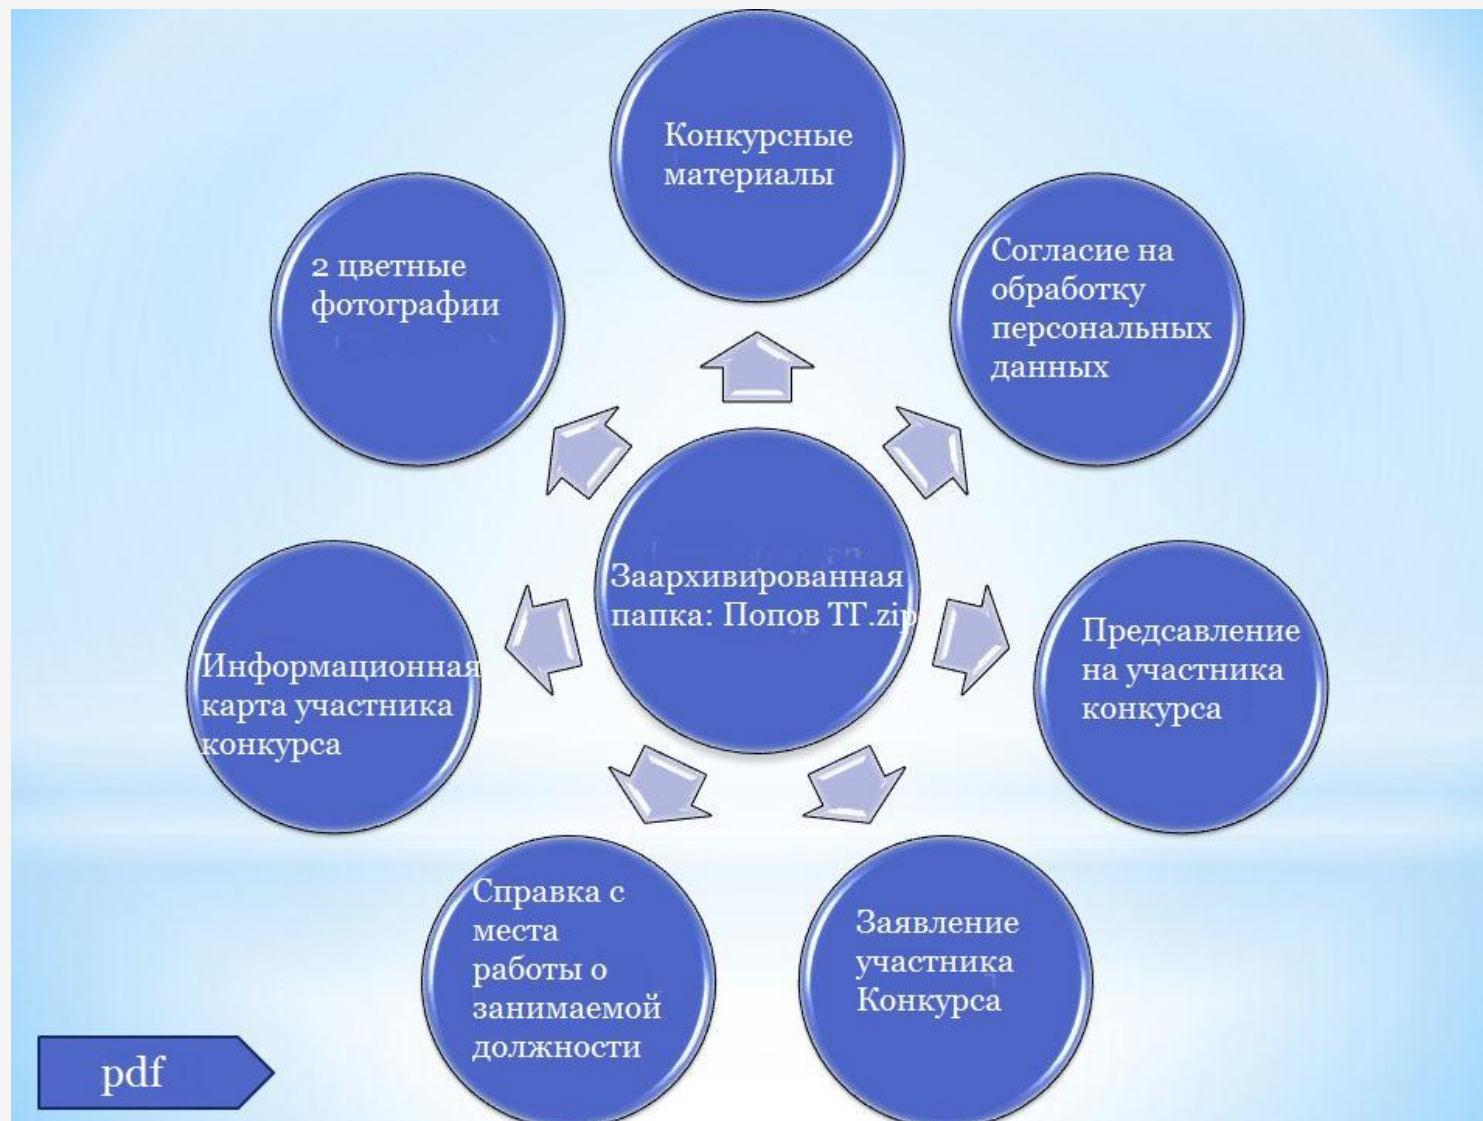 Конкурсные
материалы
2 цветные
фотографии
Согласие на
обработку
персональных
данных
Заархивированная
папка: Попов ТГ.zip
Предсавление
на участника
конкурса
Информационная
карта участника
конкурса
Справка с
места
работы о
занимаемой
должности
Заявление
участника
Конкурса
pdf